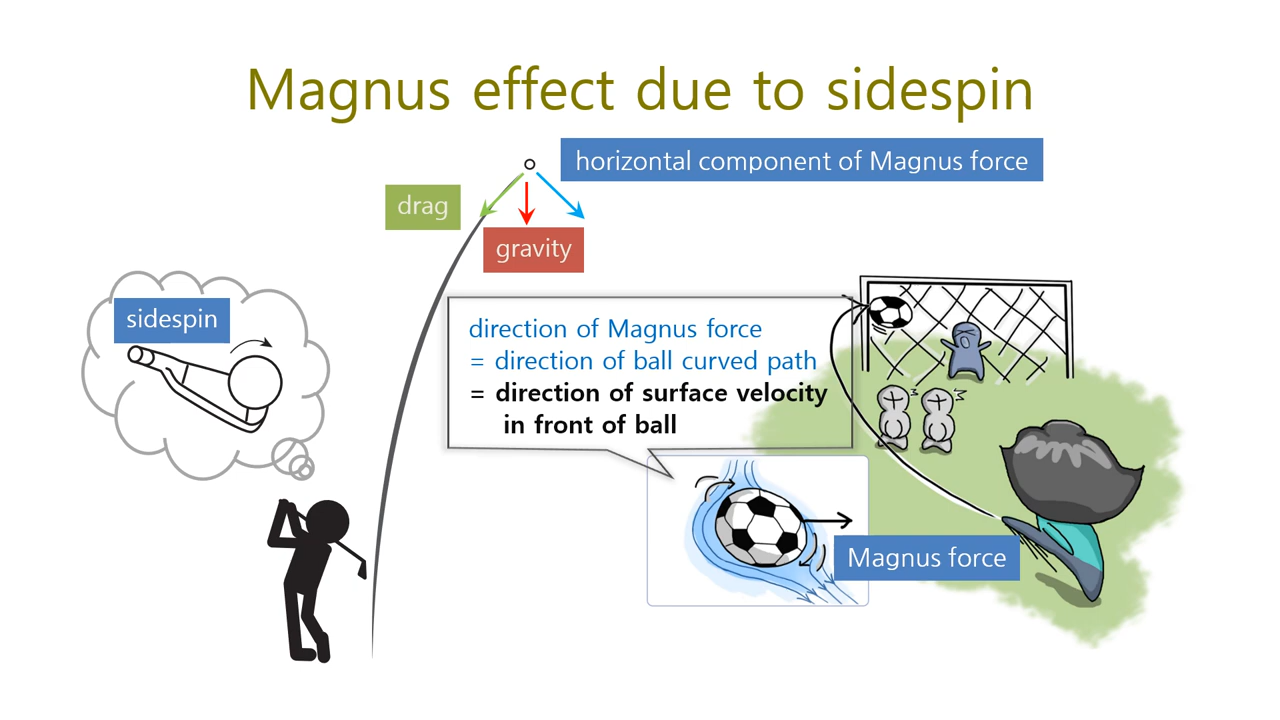 Magnus effect due to sidespin
horizontal component of Magnus force
drag
gravity
sidespin
direction of Magnus force
= direction of ball curved path
= direction of surface velocity
in front of ball
Magnus force